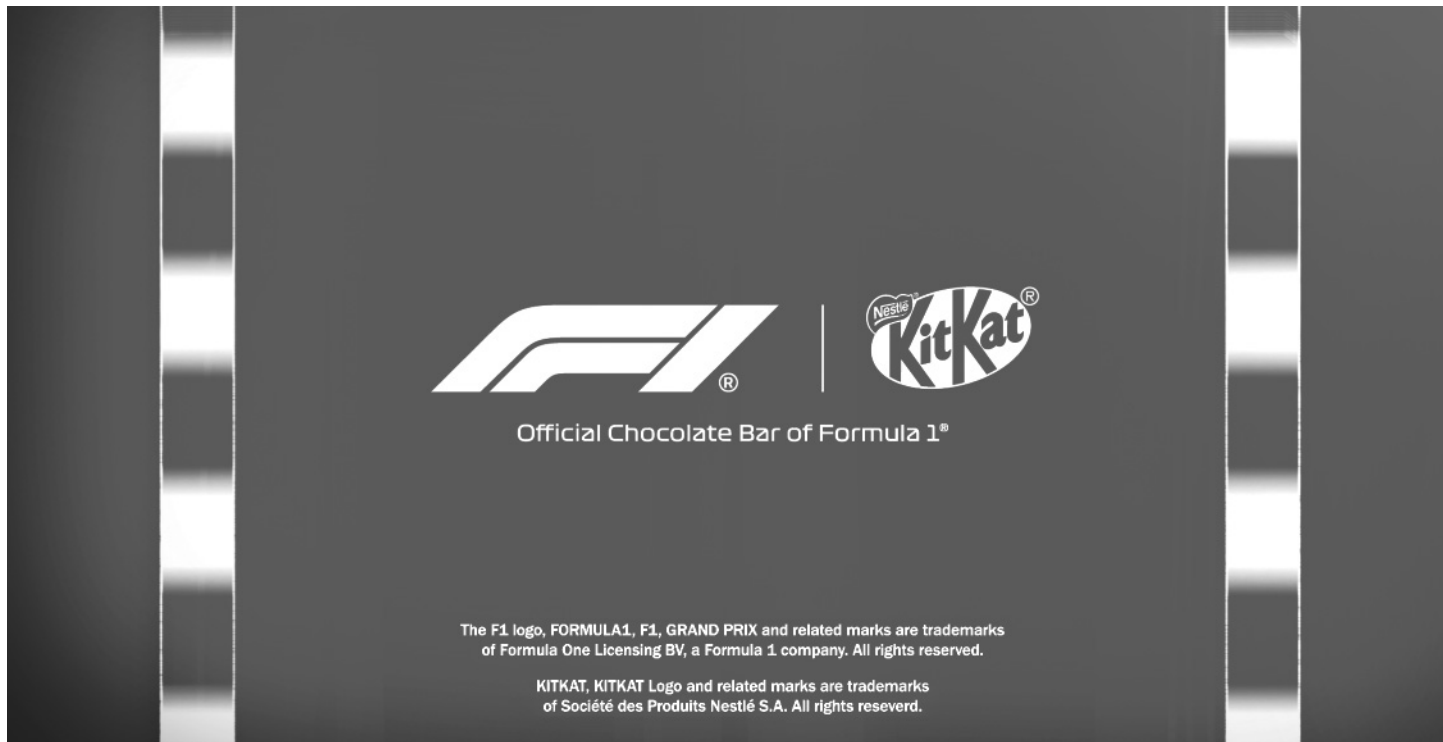 F1®
Nestlé® KitKat®
Official Chocolate Bar of Formula 1®
The F1 logo, FORMULA1, F1, GRAND PRIX and related marks are trademarks
of Formula One Licensing BV, a Formula 1 company. All rights reserved.
KITKAT, KITKAT Logo and related marks are trademarks
of Société des Produits Nestlé S.A. All rights reseverd.